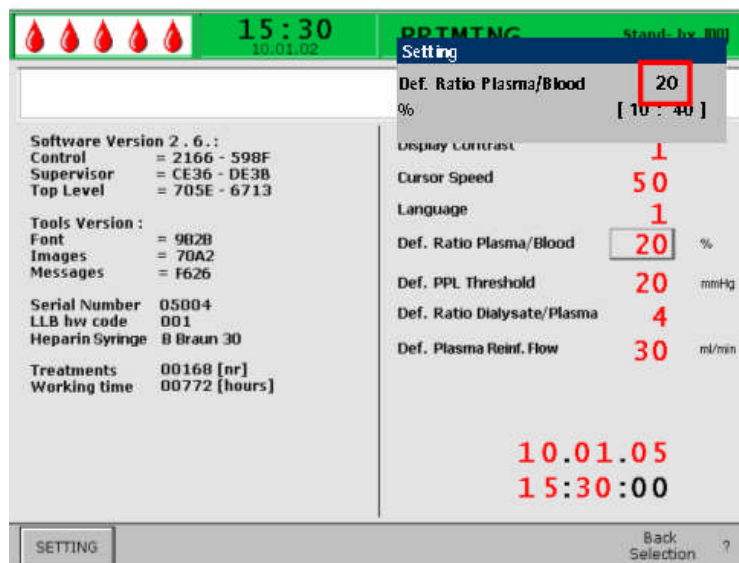 15:30
10.01.02
PRIMING
Stand- by [00]
Setting
Def. Ratio Plasma/Blood 20
% [ 10 : 40 ]
Software Version 2 . 6.:
Control = 2166 - 598F
Supervisor = CE36 - DE3B
Top Level = 705E - 6713
Tools Version :
Font = 9B2B
Images = 70A2
Messages = F626
Serial Number 05004
LLB hw code 001
Heparin Syringe B Braun 30
Treatments 00168 [nr]
Working time 00772 [hours]
Display Contrast 1
Cursor Speed 50
Language 1
Def. Ratio Plasma/Blood 20 %
Def. PPL Threshold 20 mmHg
Def. Ratio Dialysate/Plasma 4
Def. Plasma Reinf. Flow 30 ml/min
10.01.05
15:30:00
SETTING
Back
Selection ?